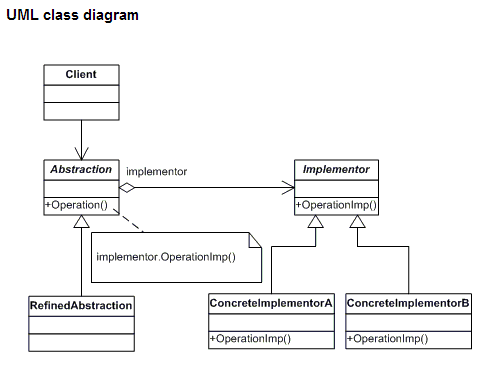 UML class diagram
Client
Abstraction
+Operation()
implementor
Implementor
+OperationImp()
implementor.OperationImp()
RefinedAbstraction
ConcreteImplementorA
+OperationImp()
ConcreteImplementorB
+OperationImp()